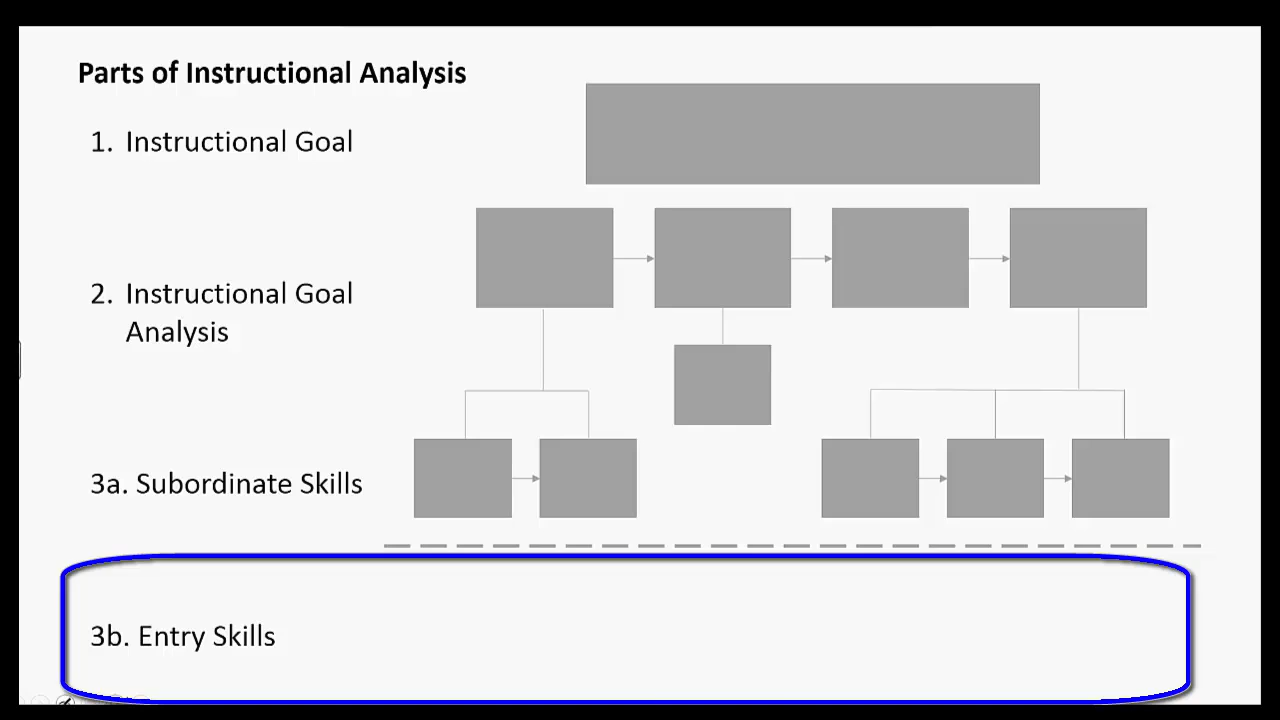 Parts of Instructional Analysis
1. Instructional Goal
2. Instructional Goal
Analysis
3a. Subordinate Skills
3b. Entry Skills